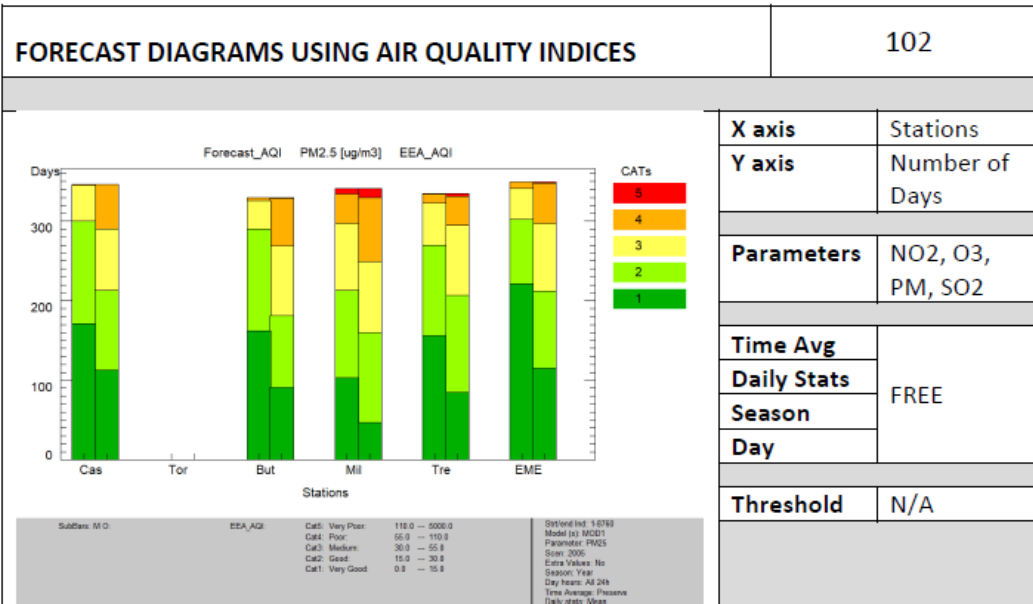 FORECAST DIAGRAMS USING AIR QUALITY INDICES
102
Forecast_AQI PM2.5 [ug/m3] EEA_AQI
Days
300
200
100
0
Cas Tor But Mil Tre EME
Stations
CATs
5
4
3
2
1
SubBars: M O:
EEA_AQI:
Cat5: Very Poor: 110.0 --- 5000.0
Cat4: Poor: 55.0 --- 110.0
Cat3: Medium: 30.0 --- 55.0
Cat2: Good: 15.0 --- 30.0
Cat1: Very Good: 0.0 --- 15.0
Strt/end Ind: 1-8760
Model (s): MOD1
Parameter: PM25
Scen: 2005
Extra Values: No
Season: Year
Day hours: All 24h
Time Average: Preserve
Daily stats: Mean
X axis Stations
Y axis Number of
Days
Parameters NO2, O3,
PM, SO2
Time Avg
Daily Stats
FREE
Season
Day
Threshold N/A